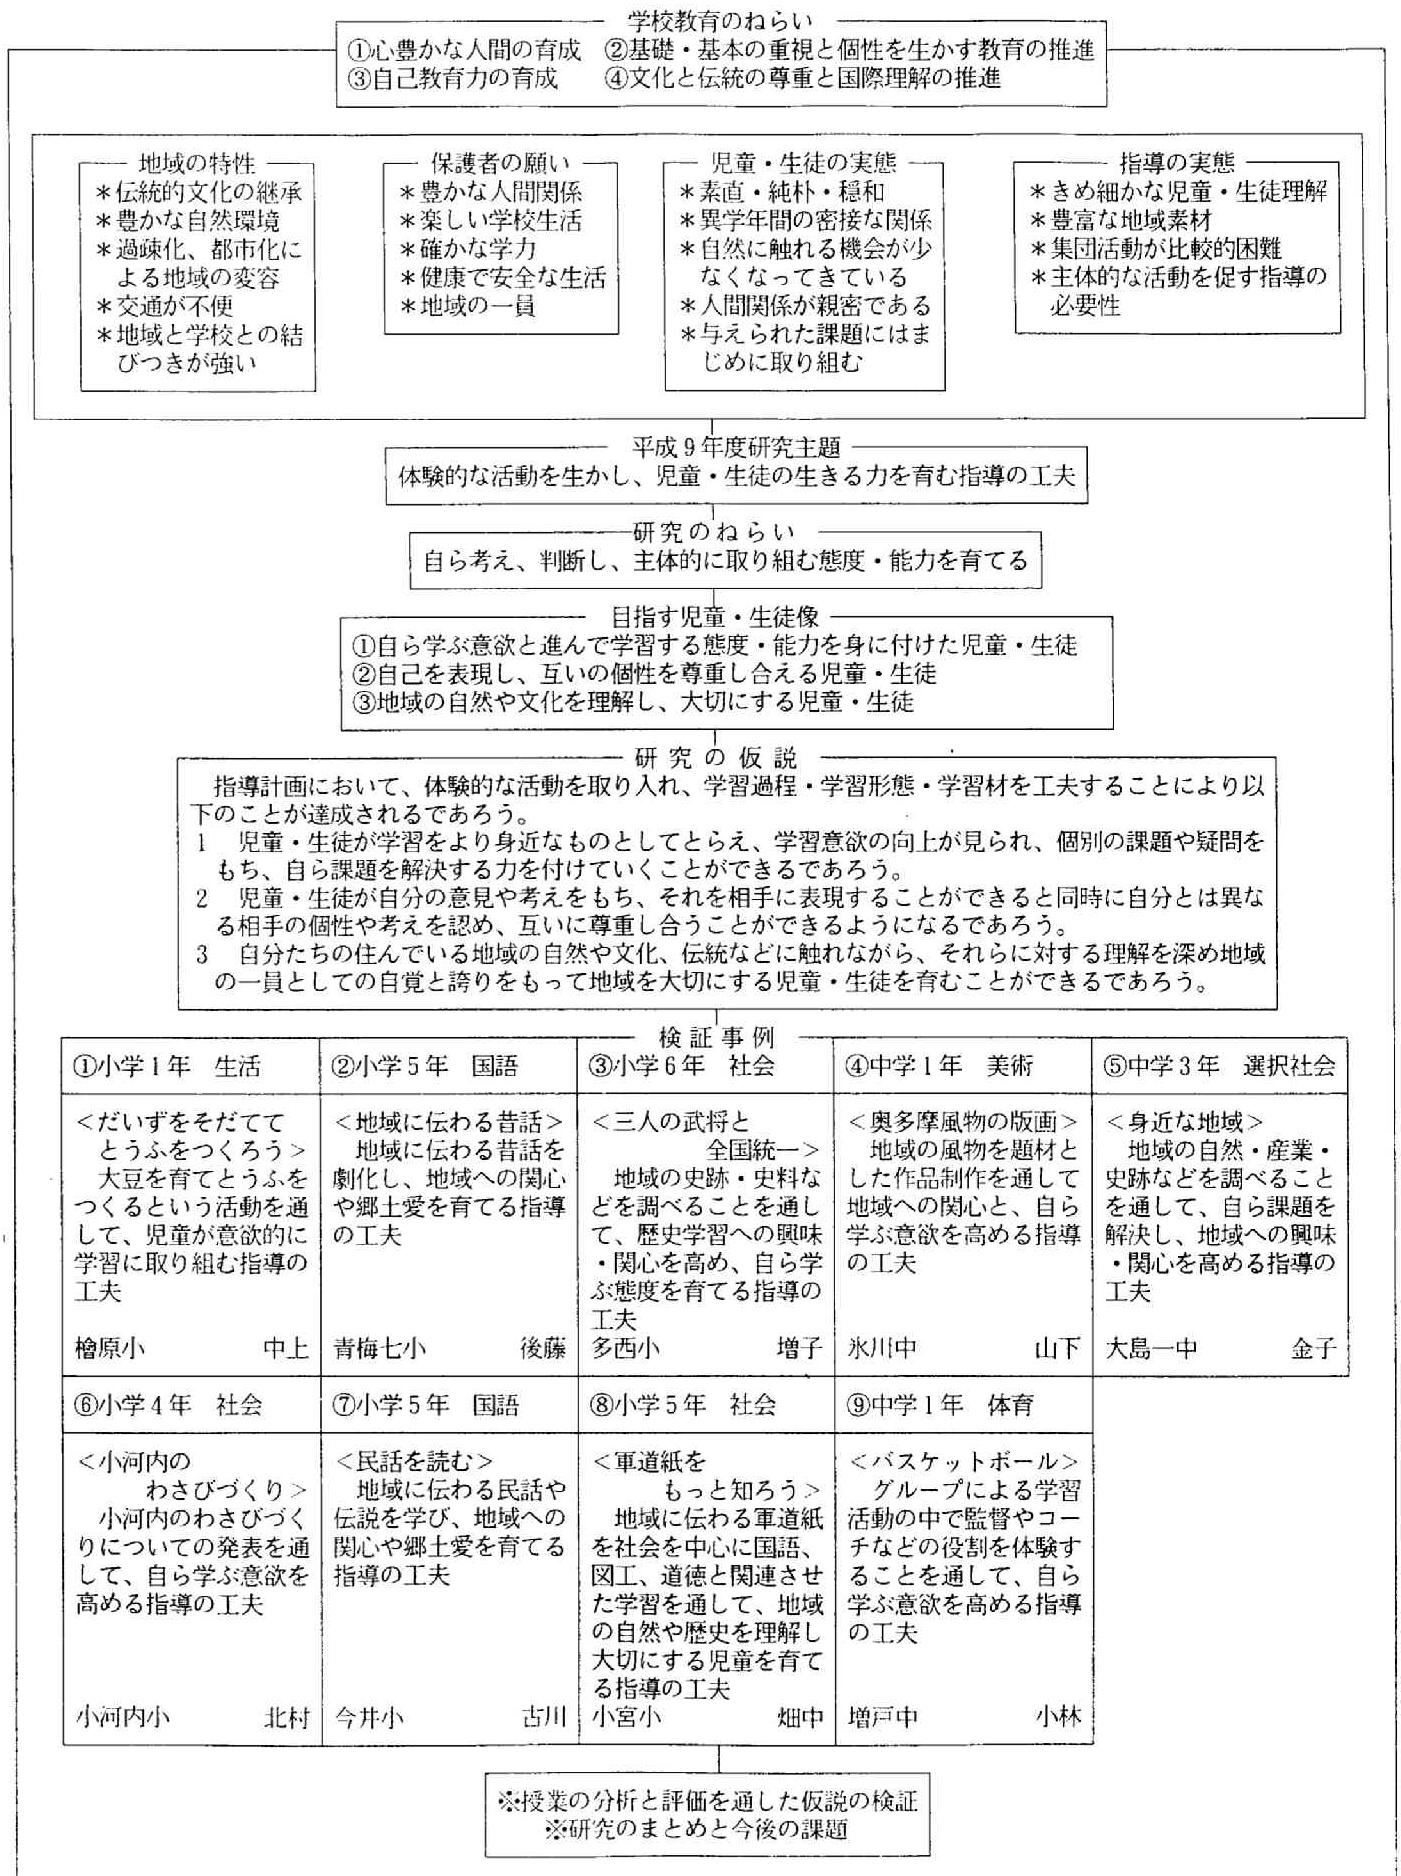 学校教育のねらい
①心豊かな人間の育成　②基礎・基本の重視と個性を生かす教育の推進
③自己教育力の育成　　④文化と伝統の尊重と国際理解の推進
地域の特性
＊伝統的文化の継承
＊豊かな自然環境
＊過疎化、都市化に
よる地域の変容
＊交通が不便
＊地域と学校との結
びつきが強い
保護者の願い
＊豊かな人間関係
＊楽しい学校生活
＊確かな学力
＊健康で安全な生活
＊地域の一員
児童・生徒の実態
＊素直・純朴・穏和
＊異学年間の密接な関係
＊自然に触れる機会が少
なくなってきている
＊人間関係が親密である
＊与えられた課題にはま
じめに取り組む
指導の実態
＊きめ細かな児童・生徒理解
＊豊富な地域素材
＊集団活動が比較的困難
＊主体的な活動を促す指導の
必要性
平成９年度研究主題
体験的な活動を生かし、児童・生徒の生きる力を育む指導の工夫
研究のねらい
自ら考え、判断し、主体的に取り組む態度・能力を育てる
目指す児童・生徒像
①自ら学ぶ意欲と進んで学習する態度・能力を身に付けた児童・生徒
②自己を表現し、互いの個性を尊重し合える児童・生徒
③地域の自然や文化を理解し、大切にする児童・生徒
研究の仮説
指導計画において、体験的な活動を取り入れ、学習過程・学習形態・学習材を工夫することにより以
下のことが達成されるであろう。
１　児童・生徒が学習をより身近なものとしてとらえ、学習意欲の向上が見られ、個別の課題や疑問を
もち、自ら課題を解決する力を付けていくことができるであろう。
２　児童・生徒が自分の意見や考えをもち、それを相手に表現することができると同時に自分とは異な
る相手の個性や考えを認め、互いに尊重し合うことができるようになるであろう。
３　自分たちの住んでいる地域の自然や文化、伝統などに触れながら、それらに対する理解を深め地域
の一員としての自覚と誇りをもって地域を大切にする児童・生徒を育むことができるであろう。
検証事例
①小学１年　生活
＜だいずをそだてて
とうふをつくろう＞
大豆を育てとうふを
つくるという活動を通
して、児童が意欲的に
学習に取り組む指導の
工夫
檜原小　中上
②小学５年　国語
＜地域に伝わる昔話＞
地域に伝わる昔話を
劇化し、地域への関心
や郷土愛を育てる指導
の工夫
青梅七小　後藤
③小学６年　社会
＜三人の武将と
全国統一＞
地域の史跡・史料な
どを調べることを通し
て、歴史学習への興味
・関心を高め、自ら学
ぶ態度を育てる指導の
工夫
多西小　増子
④中学１年　美術
＜奥多摩風物の版画＞
地域の風物を題材と
した作品制作を通して
地域への関心と、自ら
学ぶ意欲を高める指導
の工夫
氷川中　山下
⑤中学３年　選択社会
＜身近な地域＞
地域の自然・産業・
史跡などを調べること
を通して、自ら課題を
解決し、地域への興味
・関心を高める指導の
工夫
大島一中　金子
⑥小学４年　社会
＜小河内の
わさびづくり＞
小河内のわさびづく
りについての発表を通
して、自ら学ぶ意欲を
高める指導の工夫
小河内小　北村
⑦小学５年　国語
＜民話を読む＞
地域に伝わる民話や
伝説を学び、地域への
関心や郷土愛を育てる
指導の工夫
今井小　古川
⑧小学５年　社会
＜軍道紙を
もっと知ろう＞
地域に伝わる軍道紙
を社会を中心に国語、
図工、道徳と関連させ
た学習を通して、地域
の自然や歴史を理解し
大切にする児童を育て
る指導の工夫
小宮小　畑中
⑨中学１年　体育
＜バスケットボール＞
グループによる学習
活動の中で監督やコー
チなどの役割を体験す
ることを通して、自ら
学ぶ意欲を高める指導
の工夫
増戸中　小林
※授業の分析と評価を通した仮説の検証
※研究のまとめと今後の課題